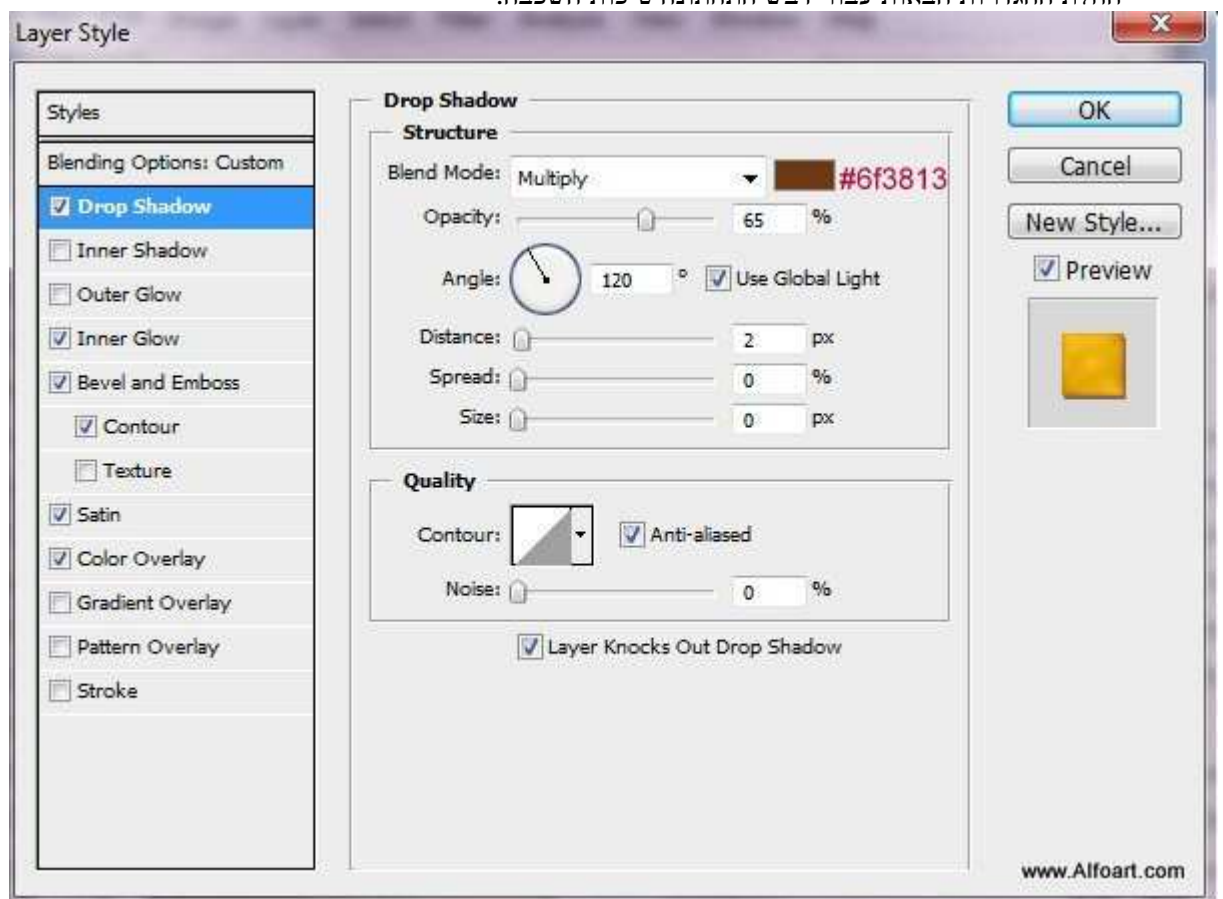 Layer Style
Styles
Blending Options: Custom
Drop Shadow
Inner Shadow
Outer Glow
Inner Glow
Bevel and Emboss
Contour
Texture
Satin
Color Overlay
Gradient Overlay
Pattern Overlay
Stroke
Drop Shadow
Structure
Blend Mode: Multiply #6f3813
Opacity: 65 %
Angle: 120 ° Use Global Light
Distance: 2 px
Spread: 0 %
Size: 0 px
Quality
Contour: Anti-aliased
Noise: 0 %
Layer Knocks Out Drop Shadow
OK
Cancel
New Style...
Preview
www.Alfoart.com